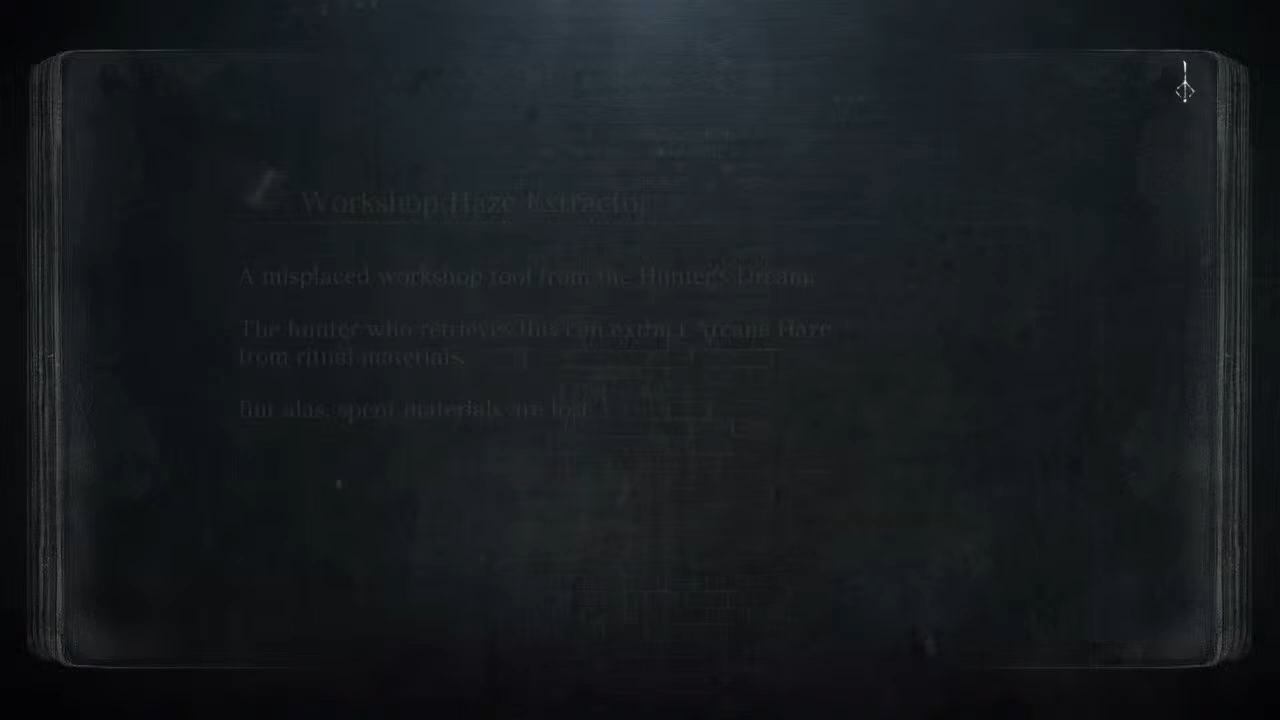 Workshop Haze Extractor
A misplaced workshop tool from the Hunter's Dream.
The hunter who retrieves this can extract Arcane Haze
from ritual materials.
But alas, spent materials are lost.